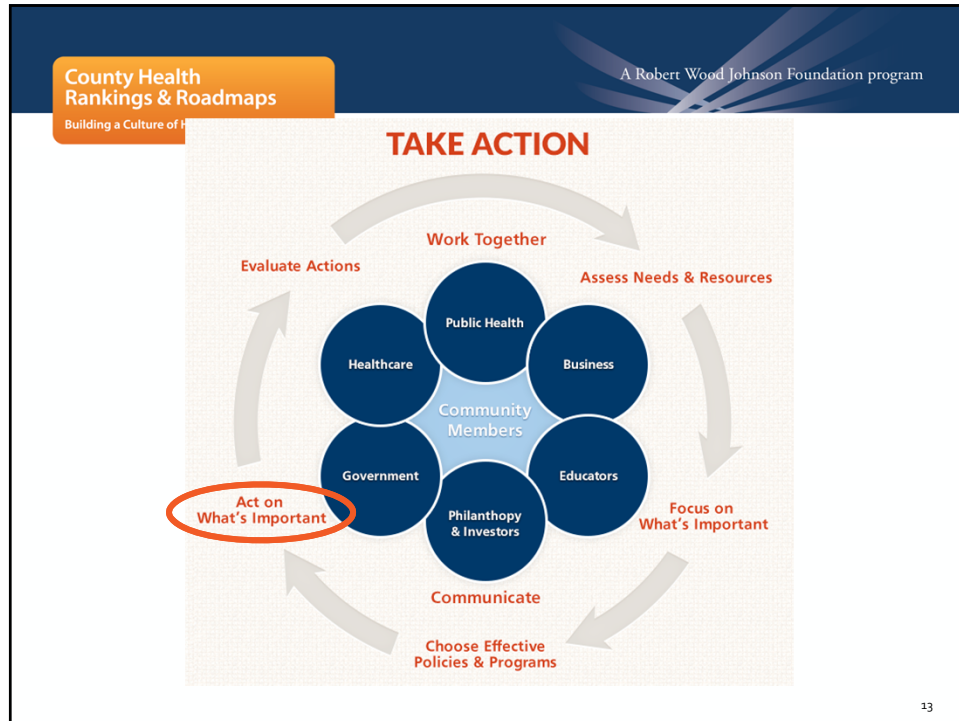 County Health
Rankings & Roadmaps
Building a Culture of
A Robert Wood Johnson Foundation program
TAKE ACTION
Work Together
Evaluate Actions
Assess Needs & Resources
Public Health
Healthcare
Business
Community
Members
Government
Educators
Act on
What's Important
Focus on
What's Important
Philanthopy
& Investors
Communicate
Choose Effective
Policies & Programs
13